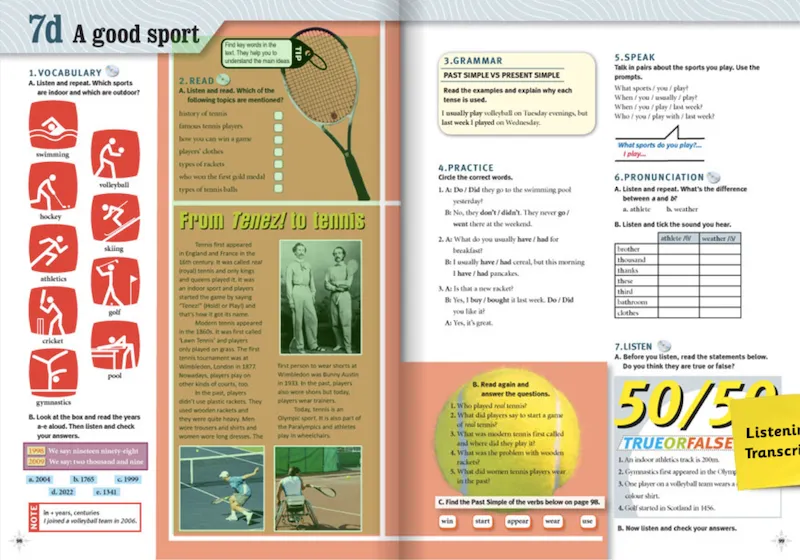 7d A good sport
1. VOCABULARY
A. Listen and repeat. Which sports
are indoor and which are outdoor?
swimming
volleyball
hockey
skiing
athletics
golf
cricket
pool
gymnastics
B. Look at the box and read the years
a-e aloud. Then listen and check
your answers.
1998 We say: nineteen ninety-eight
2009 We say: two thousand and nine
a. 2004 b. 1765 c. 1999
d. 2022 e. 1341
NOTE
in + years, centuries
I joined a volleyball team in 2006.
Find key words in the
text. They help you to
understand the main ideas.
TIP
2. READ
A. Listen and read. Which of the
following topics are mentioned?
history of tennis
famous tennis players
how you can win a game
players' clothes
types of rackets
who won the first gold medal
types of tennis balls
From Tenez! to tennis
Tennis first appeared
in England and France in the
16th century. It was called real
(royal) tennis and only kings
and queens played it. It was
an indoor sport and players
started the game by saying
"Tenez!" (Hold! or Play!) and
that's how it got its name.
Modern tennis appeared
in the 1860s. It was first called
'Lawn Tennis' and players
only played on grass. The first
tennis tournament was at
Wimbledon, London in 1877.
Nowadays, players play on
other kinds of courts, too.
In the past, players
didn't use plastic rackets. They
used wooden rackets and
they were quite heavy. Men
wore trousers and shirts and
women wore long dresses. The
first person to wear shorts at
Wimbledon was Bunny Austin
in 1933. In the past, players
also wore shoes but today,
players wear trainers.
Today, tennis is an
Olympic sport. It is also part of
the Paralympics and athletes
play in wheelchairs.
3. GRAMMAR
PAST SIMPLE VS PRESENT SIMPLE
Read the examples and explain why each
tense is used.
I usually play volleyball on Tuesday evenings, but
last week I played on Wednesday.
4. PRACTICE
Circle the correct words.
1. A: Do / Did they go to the swimming pool
yesterday?
B: No, they don't / didn't. They never go /
went there at the weekend.
2. A: What do you usually have / had for
breakfast?
B: I usually have / had cereal, but this morning
I have / had pancakes.
3. A: Is that a new racket?
B: Yes, I buy / bought it last week. Do / Did
you like it?
A: Yes, it's great.
B. Read again and
answer the questions.
1. Who played real tennis?
2. What did players say to start a game
of real tennis?
3. What was modern tennis first called
and where did they play it?
4. What was the problem with wooden
rackets?
5. What did women tennis players wear
in the past?
C. Find the Past Simple of the verbs below on page 98.
win start appear wear use
5. SPEAK
Talk in pairs about the sports you play. Use the
prompts.
What sports / you / play?
When / you / usually / play?
When / you / play / last week?
Who / you / play with / last week?
What sports do you play?...
I play...
6. PRONUNCIATION
A. Listen and repeat. What's the difference
between a and b?
a. athlete b. weather
B. Listen and tick the sound you hear.
athlete /θ/ weather /ð/
brother
thousand
thanks
these
third
bathroom
clothes
7. LISTEN
A. Before you listen, read the statements below.
Do you think they are true or false?
50/50
TRUEORFALSE
1. An indoor athletics track is 200m.
2. Gymnastics first appeared in the
3. One player on a volleyball team wears a
colour shirt.
4. Golf started in Scotland in 1456.
B. Now listen and check your answers.
98
99